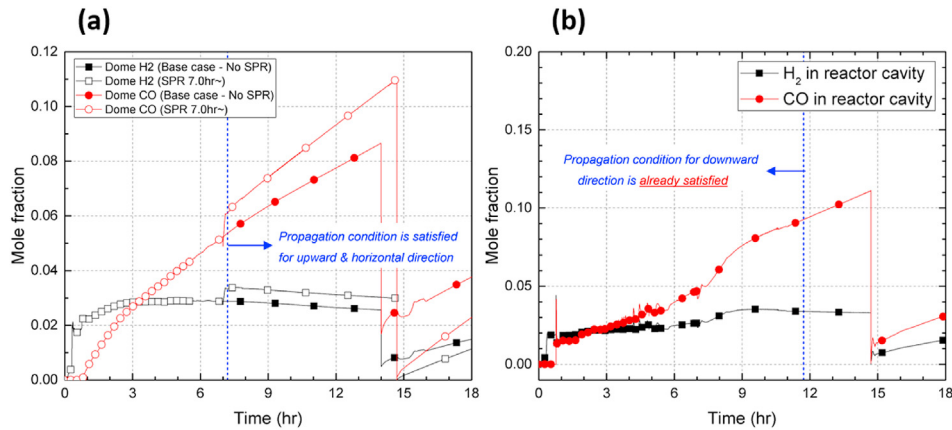 (a)
0.12
0.10
0.08
0.06
0.04
0.02
0.00
Mole fraction
Dome H2 (Base case - No SPR)
Dome H2 (SPR 7.0hr~)
Dome CO (Base case - No SPR)
Dome CO (SPR 7.0hr~)
Propagation condition is satisfied
for upward & horizontal direction
0 3 6 9 12 15 18
Time (hr)
(b)
0.20
0.15
0.10
0.05
0.00
Mole fraction
H2 in reactor cavity
CO in reactor cavity
Propagation condition for downward
direction is already satisfied
0 3 6 9 12 15 18
Time (hr)